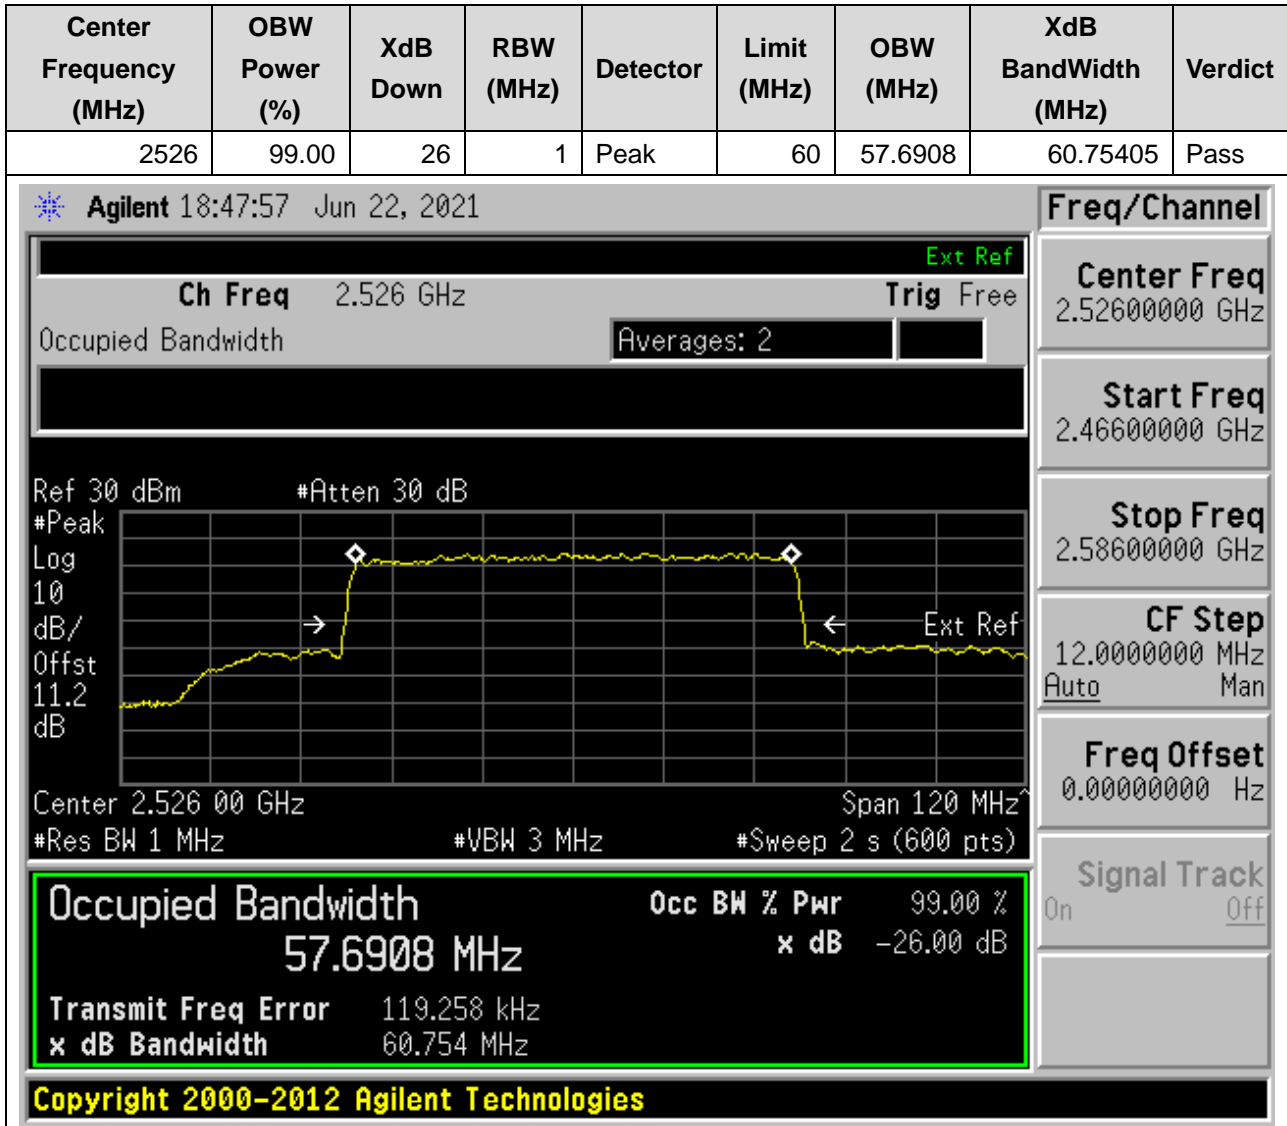 Center Frequency (MHz) OBW Power (%) XdB Down RBW (MHz) Detector Limit (MHz) OBW (MHz) XdB BandWidth (MHz) Verdict
2526 99.00 26 1 Peak 60 57.6908 60.75405 Pass
Agilent 18:47:57 Jun 22, 2021
Freq/Channel
Ext Ref
Ch Freq 2.526 GHz Trig Free
Occupied Bandwidth Averages: 2
Center Freq
2.52600000 GHz
Start Freq
2.46600000 GHz
Stop Freq
2.58600000 GHz
CF Step
12.0000000 MHz
Auto Man
Freq Offset
0.00000000 Hz
Signal Track
On Off
Ref 30 dBm #Atten 30 dB
#Peak
Log
10
dB/
Offst
11.2
dB
Ext Ref
Center 2.526 00 GHz Span 120 MHz^
#Res BW 1 MHz #VBW 3 MHz #Sweep 2 s (600 pts)
Occupied Bandwidth
57.6908 MHz
Occ BW % Pwr 99.00 %
x dB -26.00 dB
Transmit Freq Error 119.258 kHz
x dB Bandwidth 60.754 MHz
Copyright 2000-2012 Agilent Technologies